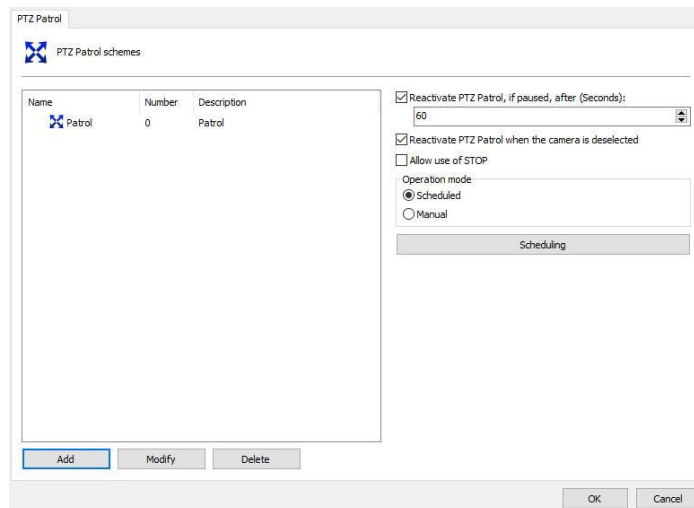 PTZ Patrol
PTZ Patrol schemes
Name Number Description
Patrol 0 Patrol
Reactivate PTZ Patrol, if paused, after (Seconds):
60
Reactivate PTZ Patrol when the camera is deselected
Allow use of STOP
Operation mode
Scheduled
Manual
Scheduling
Add Modify Delete
OK Cancel